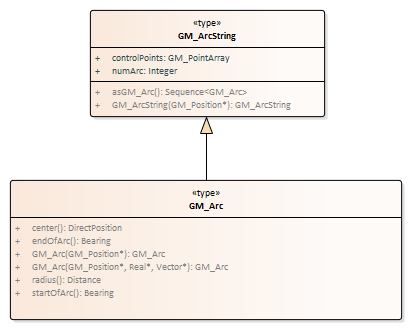 «type»
GM_ArcString
+ controlPoints: GM_PointArray
+ numArc: Integer
+ asGM_Arc(): Sequence<GM_Arc>
+ GM_ArcString(GM_Position*): GM_ArcString
«type»
GM_Arc
+ center(): DirectPosition
+ endOfArc(): Bearing
+ GM_Arc(GM_Position*): GM_Arc
+ GM_Arc(GM_Position*, Real*, Vector*): GM_Arc
+ radius(): Distance
+ startOfArc(): Bearing